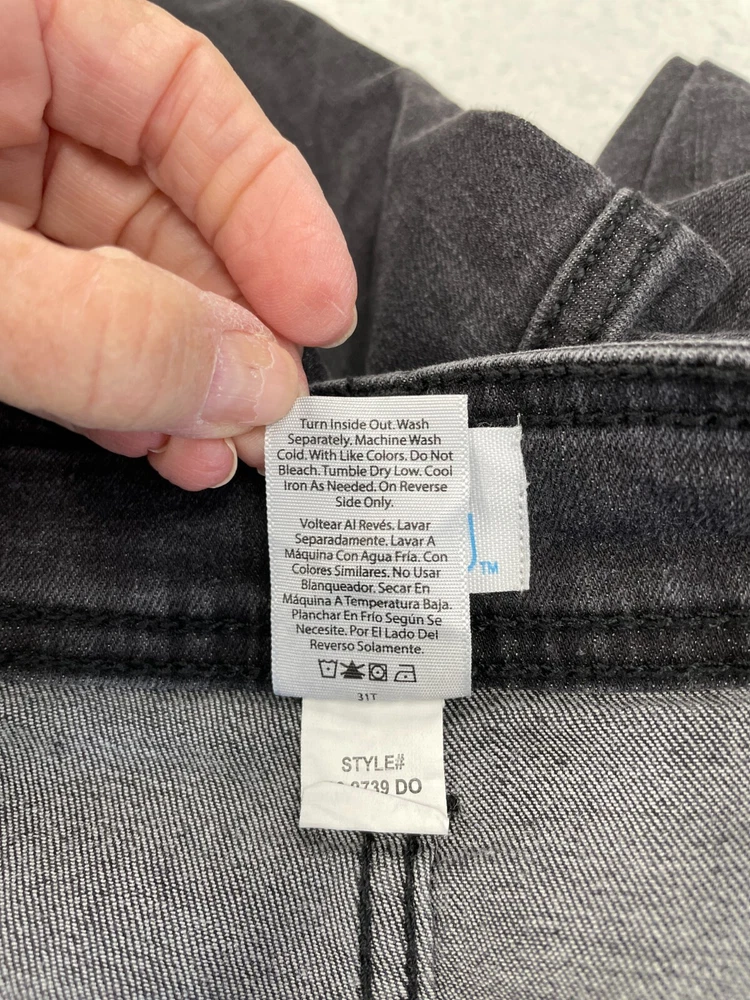 Turn Inside Out. Wash
Separately. Machine Wash
Cold. With Like Colors. Do Not
Bleach. Tumble Dry Low. Cool
Iron As Needed. On Reverse
Side Only.
Voltear Al Revés. Lavar
Separadamente. Lavar A
Máquina Con Agua Fría. Con
Colores Similares. No Usar
Blanqueador. Secar En
Máquina A Temperatura Baja.
Planchar En Frío Según Se
Necesite. Por El Lado Del
Reverso Solamente.
31T
TM
STYLE#
DO